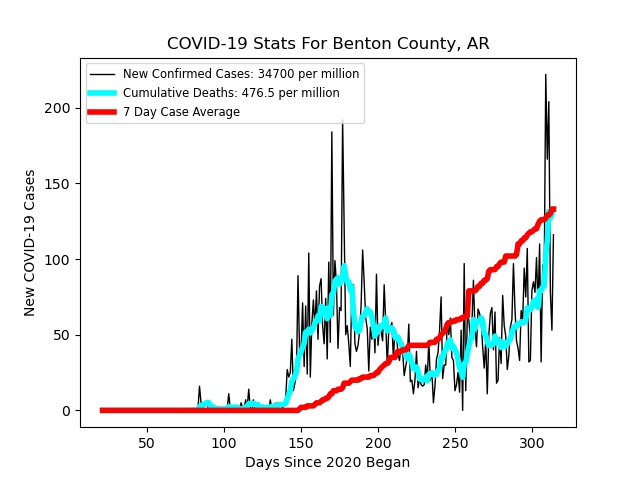 COVID-19 Stats For Benton County, AR
New Confirmed Cases: 34700 per million
Cumulative Deaths: 476.5 per million
7 Day Case Average
New COVID-19 Cases
200
150
100
50
0
50 100 150 200 250 300
Days Since 2020 Began